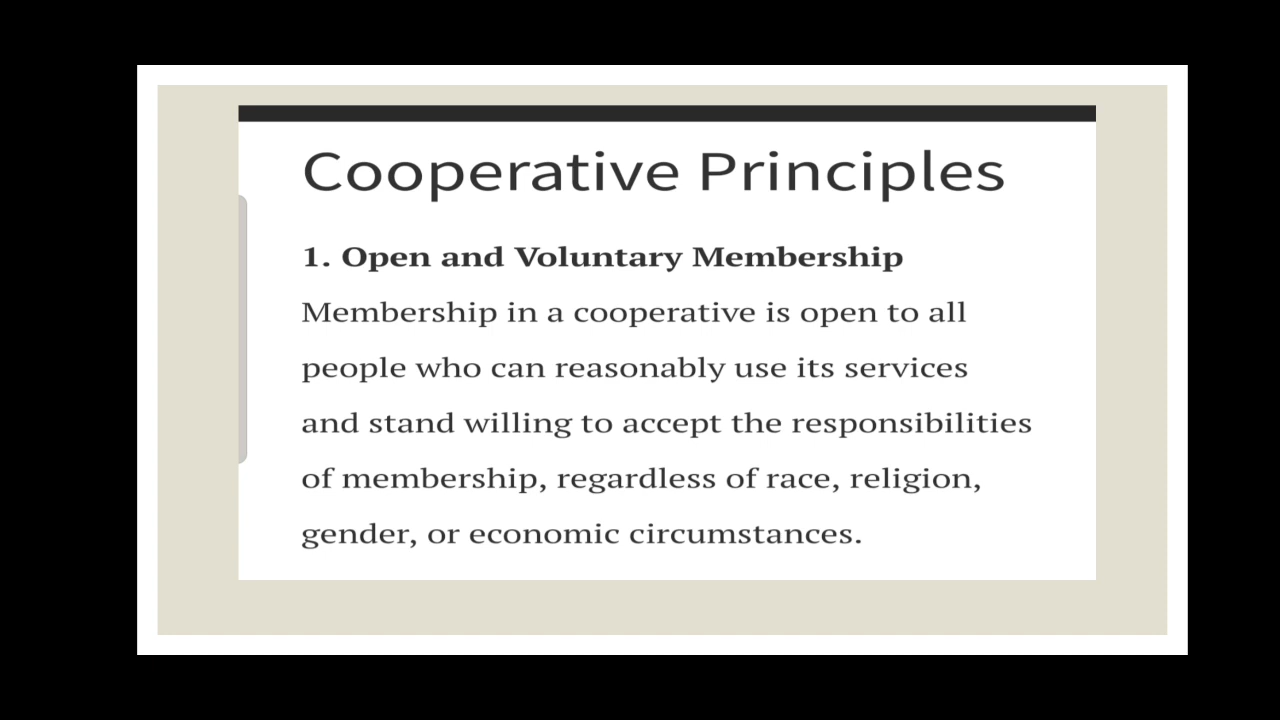 Cooperative Principles
1. Open and Voluntary Membership
Membership in a cooperative is open to all
people who can reasonably use its services
and stand willing to accept the responsibilities
of membership, regardless of race, religion,
gender, or economic circumstances.